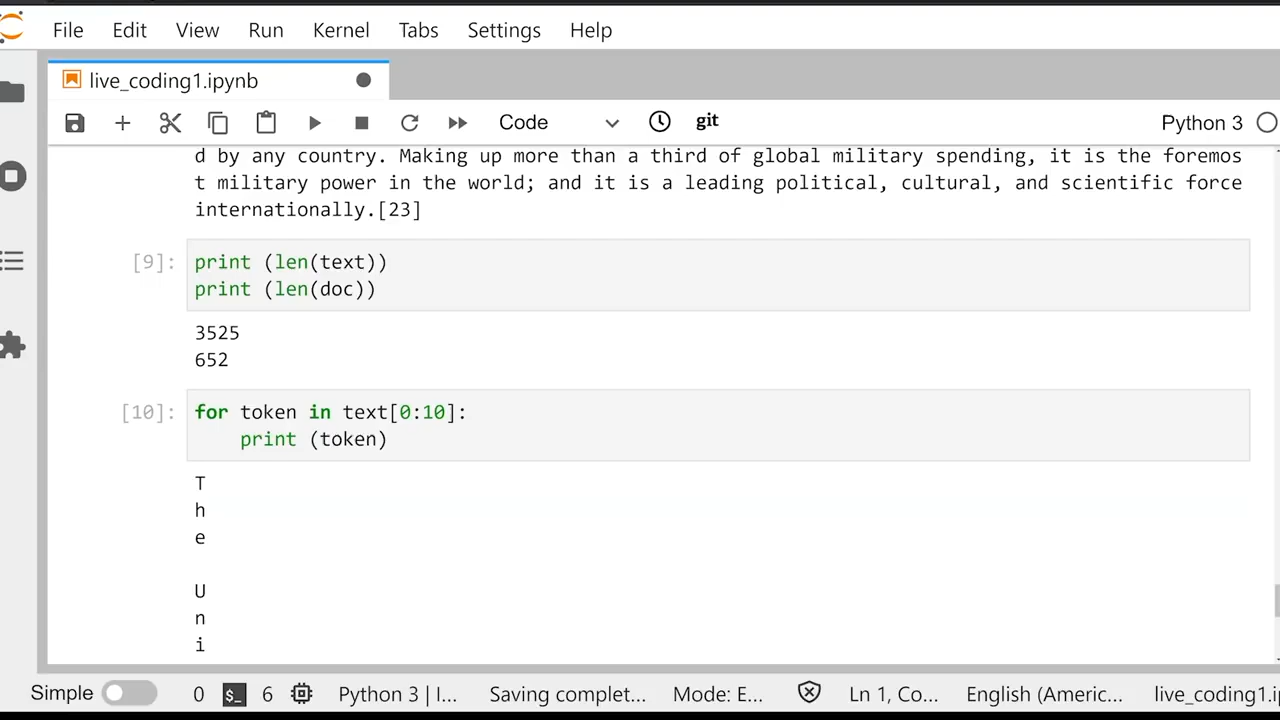 File Edit View Run Kernel Tabs Settings Help
live_coding1.ipynb
Code git Python 3
d by any country. Making up more than a third of global military spending, it is the foremos
t military power in the world; and it is a leading political, cultural, and scientific force
internationally.[23]
[9]: print (len(text))
print (len(doc))
3525
652
[10]: for token in text[0:10]:
print (token)
T
h
e
U
n
i
Simple 0 $_ 6 Python 3 | I... Saving complet... Mode: E... Ln 1, Co... English (Americ... live_coding1.ip